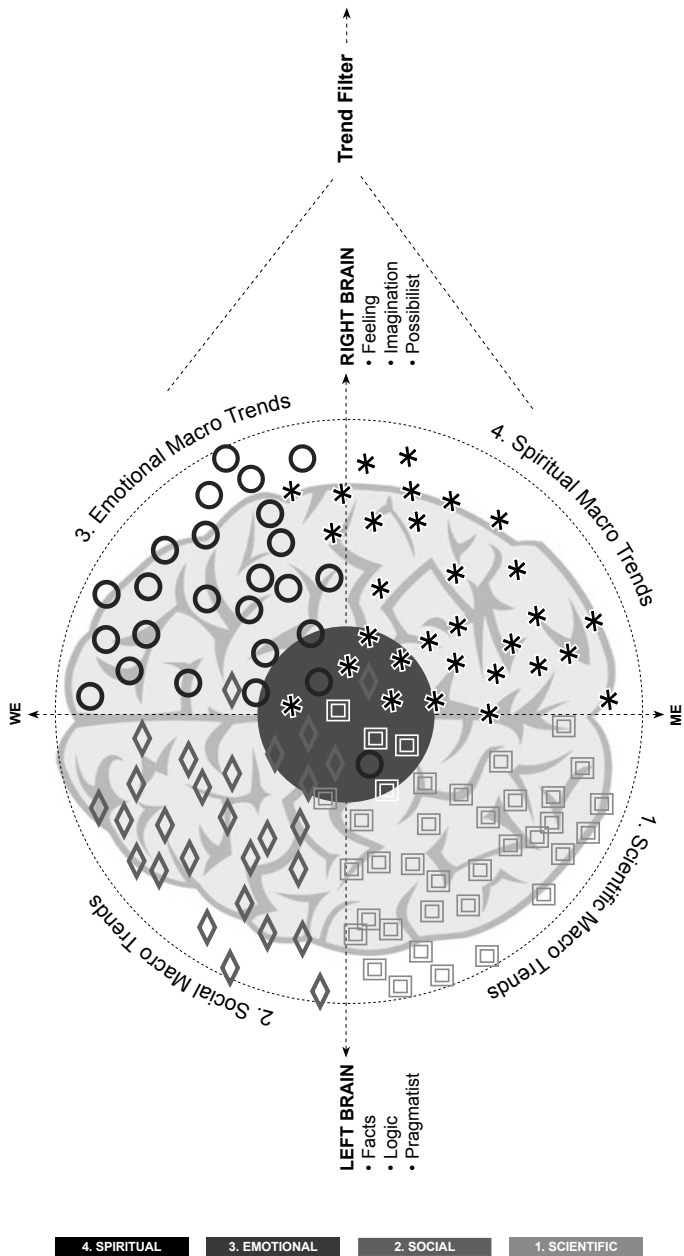 Trend Filter
RIGHT BRAIN
• Feeling
• Imagination
• Possibilist
3. Emotional Macro Trends
4. Spiritual Macro Trends
WE
ME
2. Social Macro Trends
1. Scientific Macro Trends
LEFT BRAIN
• Facts
• Logic
• Pragmatist
4. SPIRITUAL
3. EMOTIONAL
2. SOCIAL
1. SCIENTIFIC